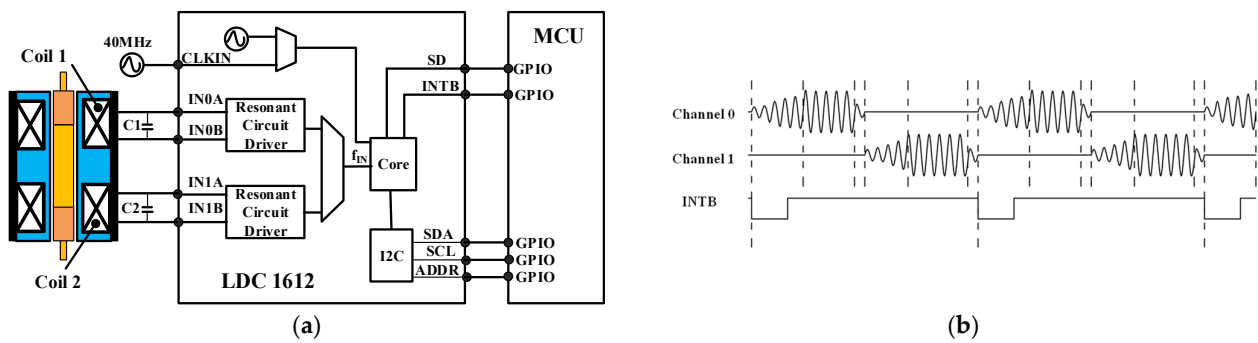 40MHz
Coil 1
CLKIN
MCU
SD
GPIO
INTB
GPIO
IN0A
C1
IN0B
Resonant
Circuit
Driver
fIN
Core
IN1A
C2
IN1B
Resonant
Circuit
Driver
Coil 2
I2C
SDA
GPIO
SCL
GPIO
ADDR
GPIO
LDC 1612
(a)
Channel 0
Channel 1
INTB
(b)